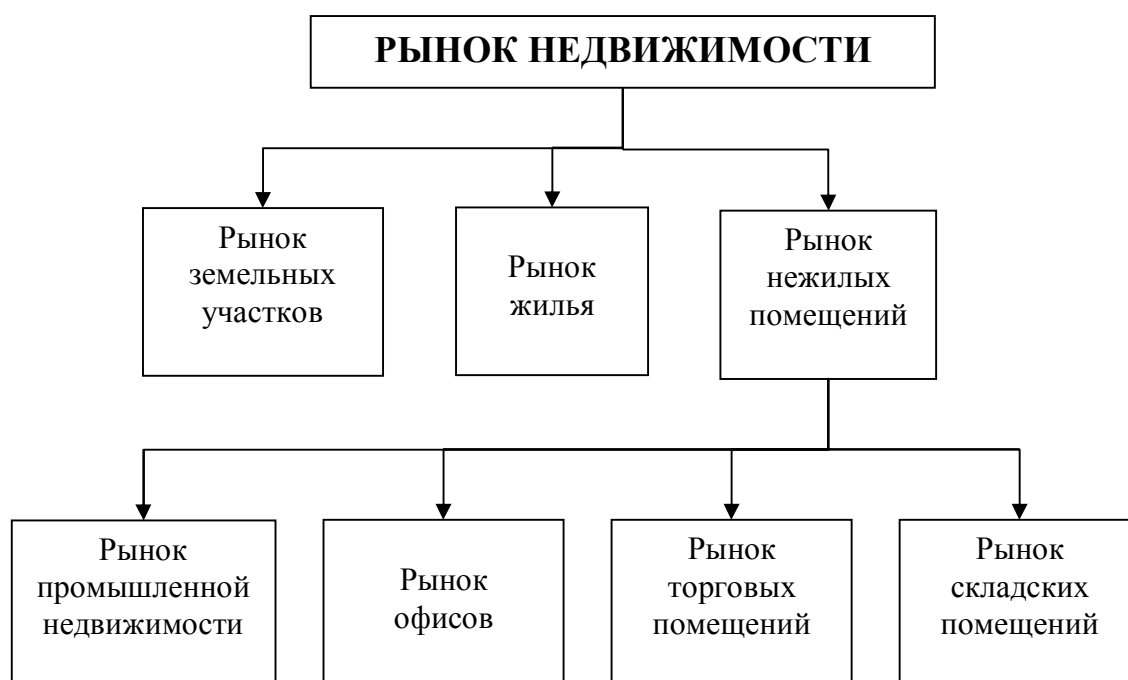 РЫНОК НЕДВИЖИМОСТИ
Рынок
земельных
участков
Рынок
жилья
Рынок
нежилых
помещений
Рынок
промышленной
недвижимости
Рынок
офисов
Рынок
торговых
помещений
Рынок
складских
помещений